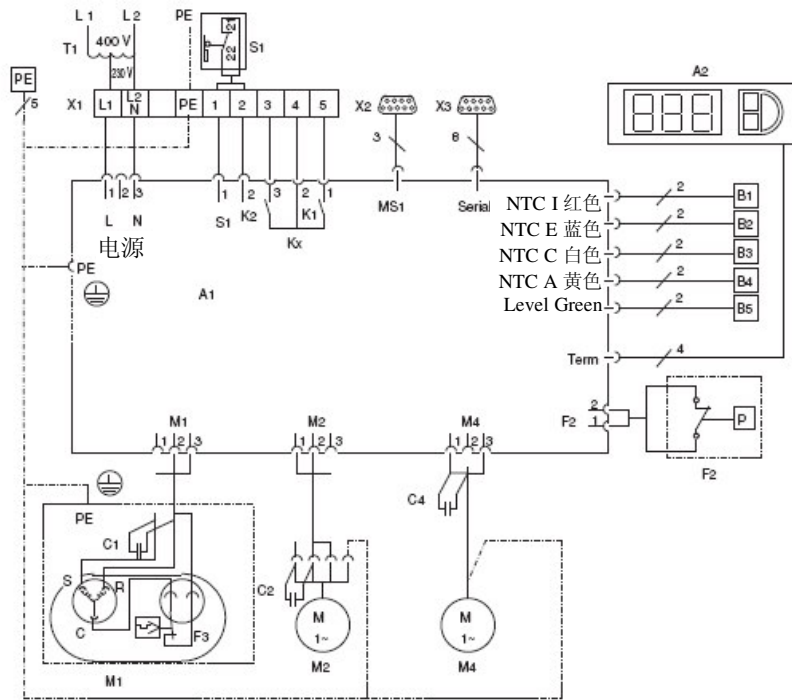 L1 L2 PE
T1 400 V
230 V
21
22
S1
A2
PE
5
X1 L1 L2 N PE 1 2 3 4 5
X2 X3
3 8
1 2 3
L N
电源
1 2 3 2 1
S1 K2 K1
Kx
MS1 Serial
NTC I 红色 2 B1
NTC E 蓝色 2 B2
NTC C 白色 2 B3
NTC A 黄色 2 B4
Level Green 2 B5
PE
A1
Term 4
F2 2 1
P
F2
M1 M2 M4
1 2 3 1 2 3 1 2 3
PE
C1
C4
S R
C
F3
C2
M 1~
M 1~
M1 M2 M4